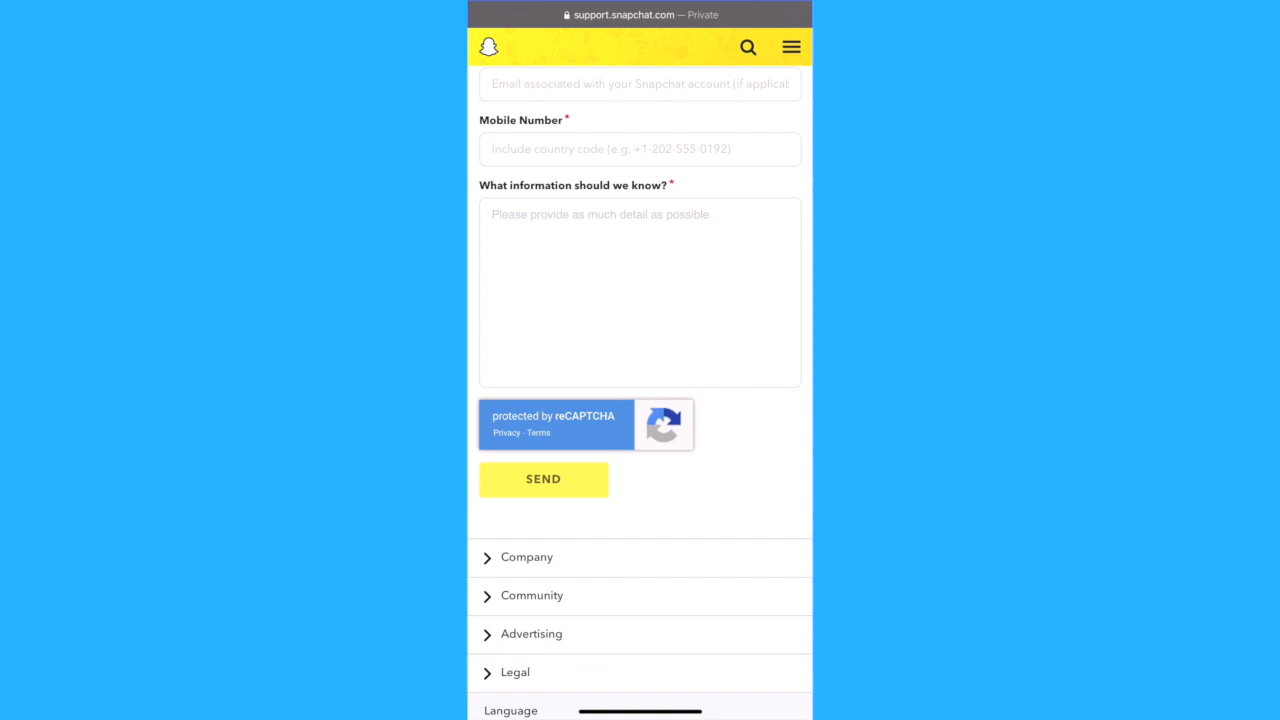 support.snapchat.com — Private
Email associated with your Snapchat account (if applicab
Mobile Number *
Include country code (e.g. +1-202-555-0192)
What information should we know? *
Please provide as much detail as possible
protected by reCAPTCHA
Privacy - Terms
SEND
Company
Community
Advertising
Legal
Language